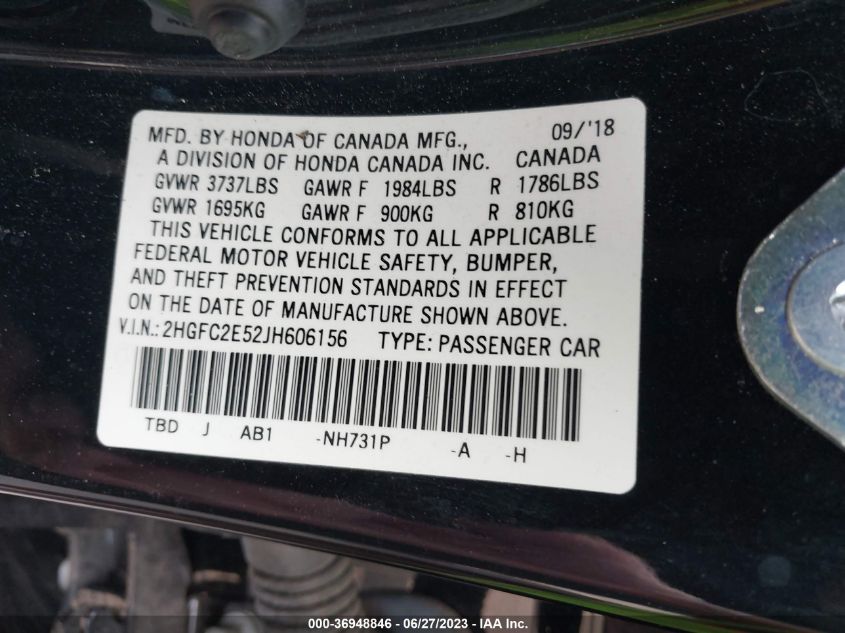 MFD. BY HONDA OF CANADA MFG., 09/'18
A DIVISION OF HONDA CANADA INC. CANADA
GVWR 3737LBS GAWR F 1984LBS R 1786LBS
GVWR 1695KG GAWR F 900KG R 810KG
THIS VEHICLE CONFORMS TO ALL APPLICABLE
FEDERAL MOTOR VEHICLE SAFETY, BUMPER,
AND THEFT PREVENTION STANDARDS IN EFFECT
ON THE DATE OF MANUFACTURE SHOWN ABOVE.
V.I.N.: 2HGFC2E52JH606156 TYPE: PASSENGER CAR
TBD J AB1 -NH731P -A -H
000-36948846 - 06/27/2023 - IAA Inc.